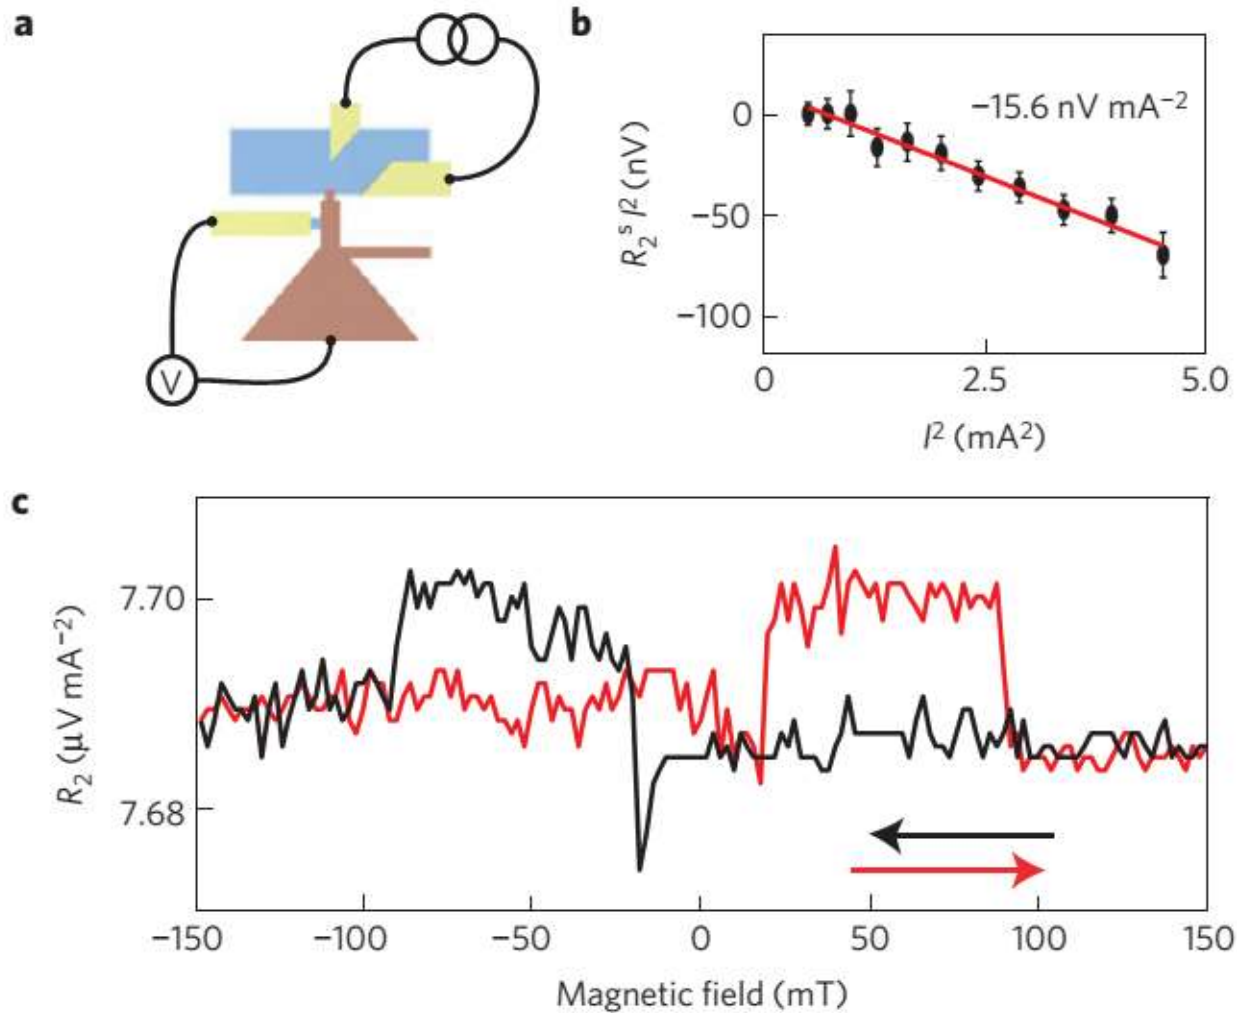 a
V
b
−15.6 nV mA⁻²
0
−50
−100
R₂ˢ I² (nV)
0 2.5 5.0
I² (mA²)
c
7.70
7.68
R₂ (μV mA⁻²)
−150 −100 −50 0 50 100 150
Magnetic field (mT)